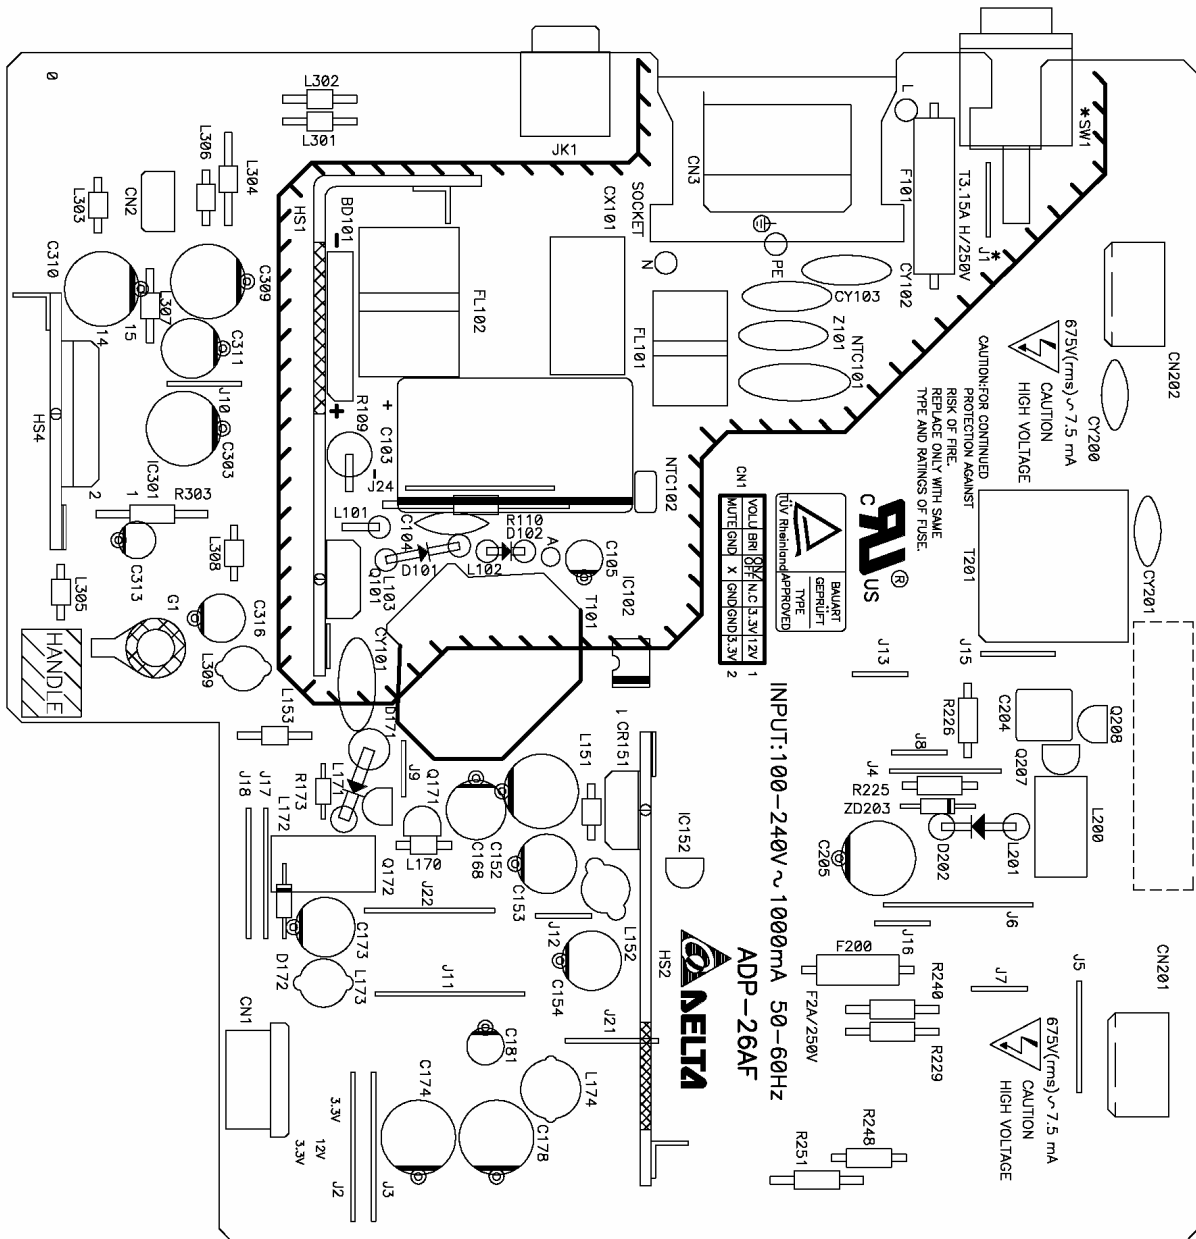 0
L302
L301
JK1
L
*SW1
L306
L304
L303
CN2
CN3
F101
T3.15A H/250V
J1*
SOCKET
CX101
HS1
BD101
-
N
PE
CY102
CY103
C310
C309
L307
15
14
C311
FL102
FL101
Z101
NTC101
675V(rms)~7.5 mA
CAUTION
HIGH VOLTAGE
CN202
CY200
CAUTION:FOR CONTINUED
PROTECTION AGAINST
RISK OF FIRE.
REPLACE ONLY WITH SAME
TYPE AND RATINGS OF FUSE.
J10
HS4
C303
+
R109
+
C103
-
J24
NTC102
IC301
R303
2
1
C313
L308
L305
L101
C104
R110
D102
A
D101
L102
C105
IC102
L103
Q101
T101
CN1
VOLU BRI ON/OFF N.C 3.3V 12V
MUTE GND X GND GND 3.3V
1
2
TÜV Rheinland
BAUART
GEPRÜFT
TYPE
APPROVED
C
US
®
T201
CY201
G1
C316
L309
HANDLE
CY101
D171
L153
J13
J15
R226
C204
Q208
Q207
J8
J4
R225
ZD203
L200
D202
L201
C205
INPUT:100-240V~ 1000mA 50-60Hz
1
CR151
L151
IC152
J9
Q171
L171
R173
J17
J18
L172
L170
Q172
C152
C168
C153
J22
J12
L152
HS2
C173
D172
L173
C154
J11
J21
DELTA
ADP-26AF
J6
J16
F200
F2A/250V
R240
R229
J7
J5
CN201
675V(rms)~7.5 mA
CAUTION
HIGH VOLTAGE
CN1
C181
C174
L174
C178
3.3V
12V
3.3V
J2
J3
R248
R251